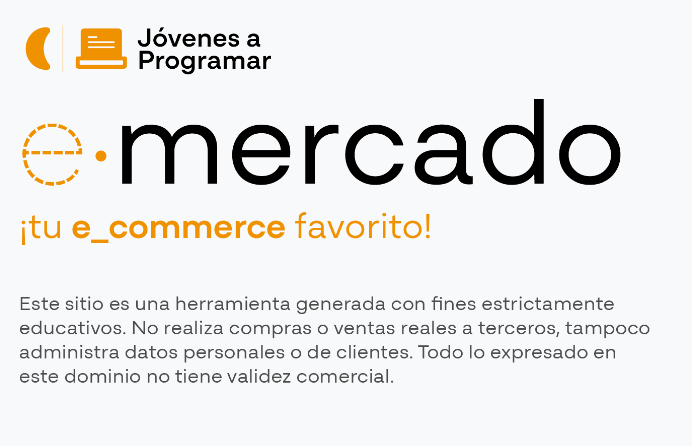 Jóvenes a
Programar
e·mercado
¡tu e_commerce favorito!
Este sitio es una herramienta generada con fines estrictamente
educativos. No realiza compras o ventas reales a terceros, tampoco
administra datos personales o de clientes. Todo lo expresado en
este dominio no tiene validez comercial.